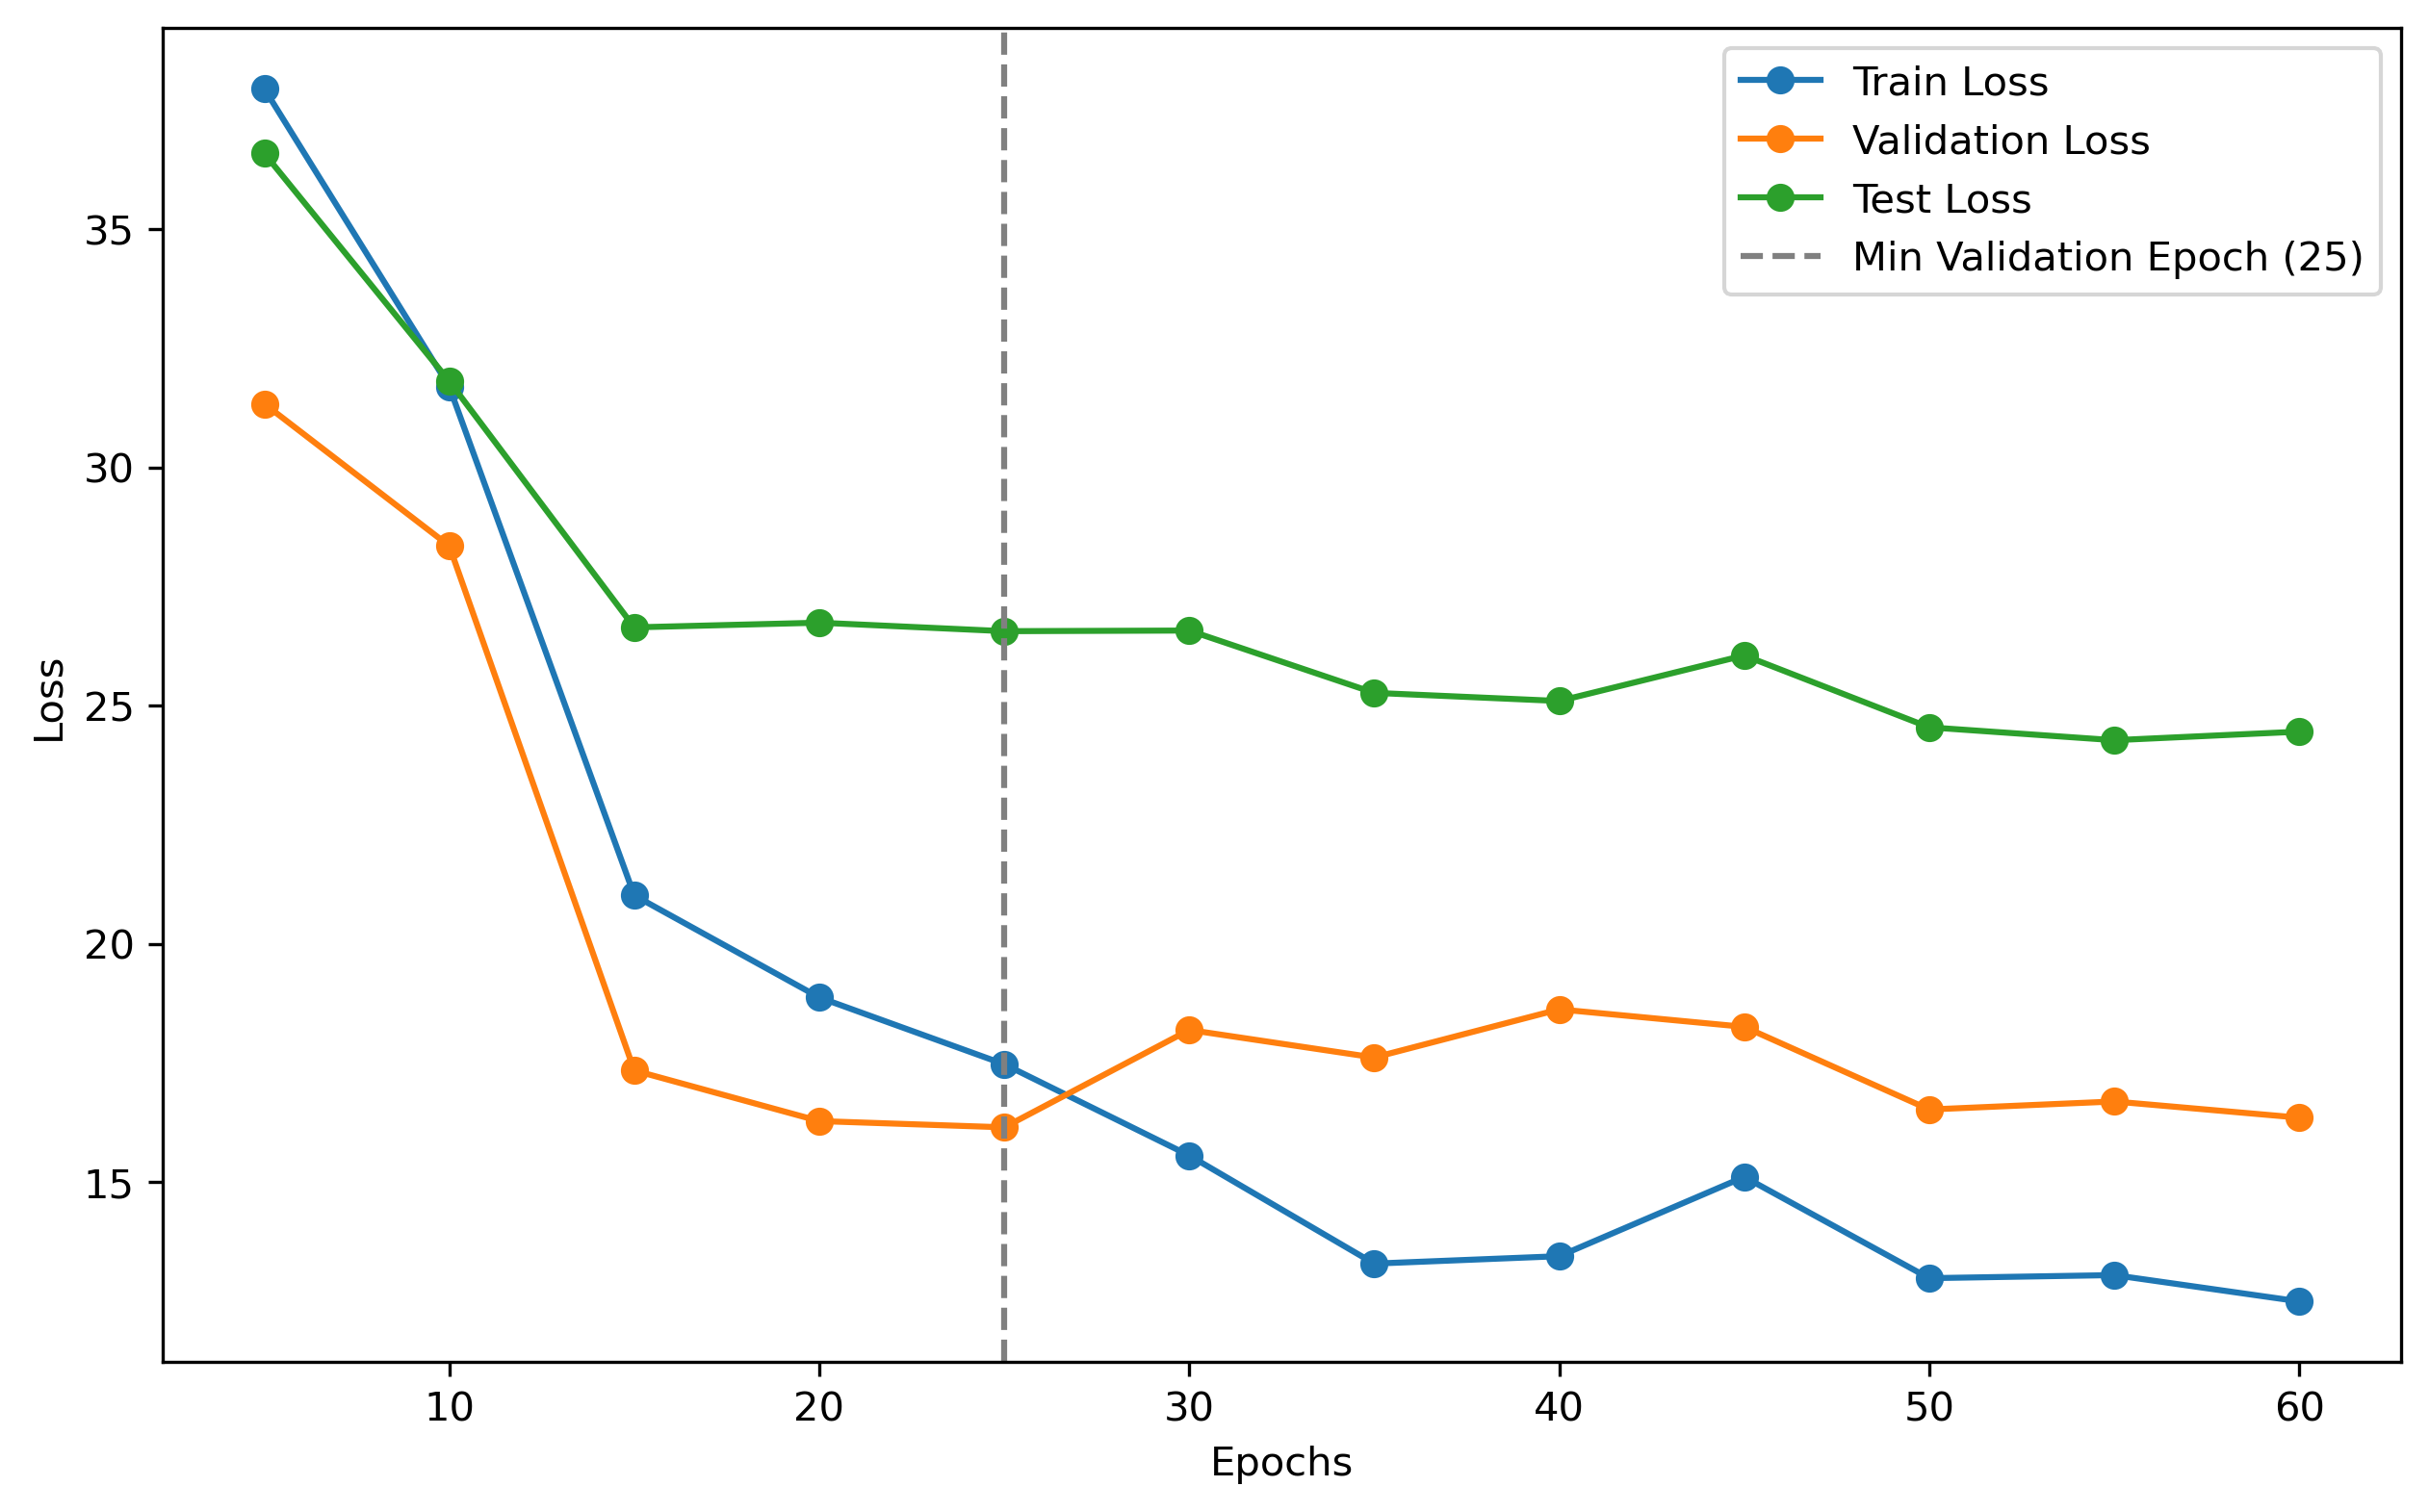 Train Loss
Validation Loss
Test Loss
Min Validation Epoch (25)
35
30
25
20
15
Loss
10 20 30 40 50 60
Epochs